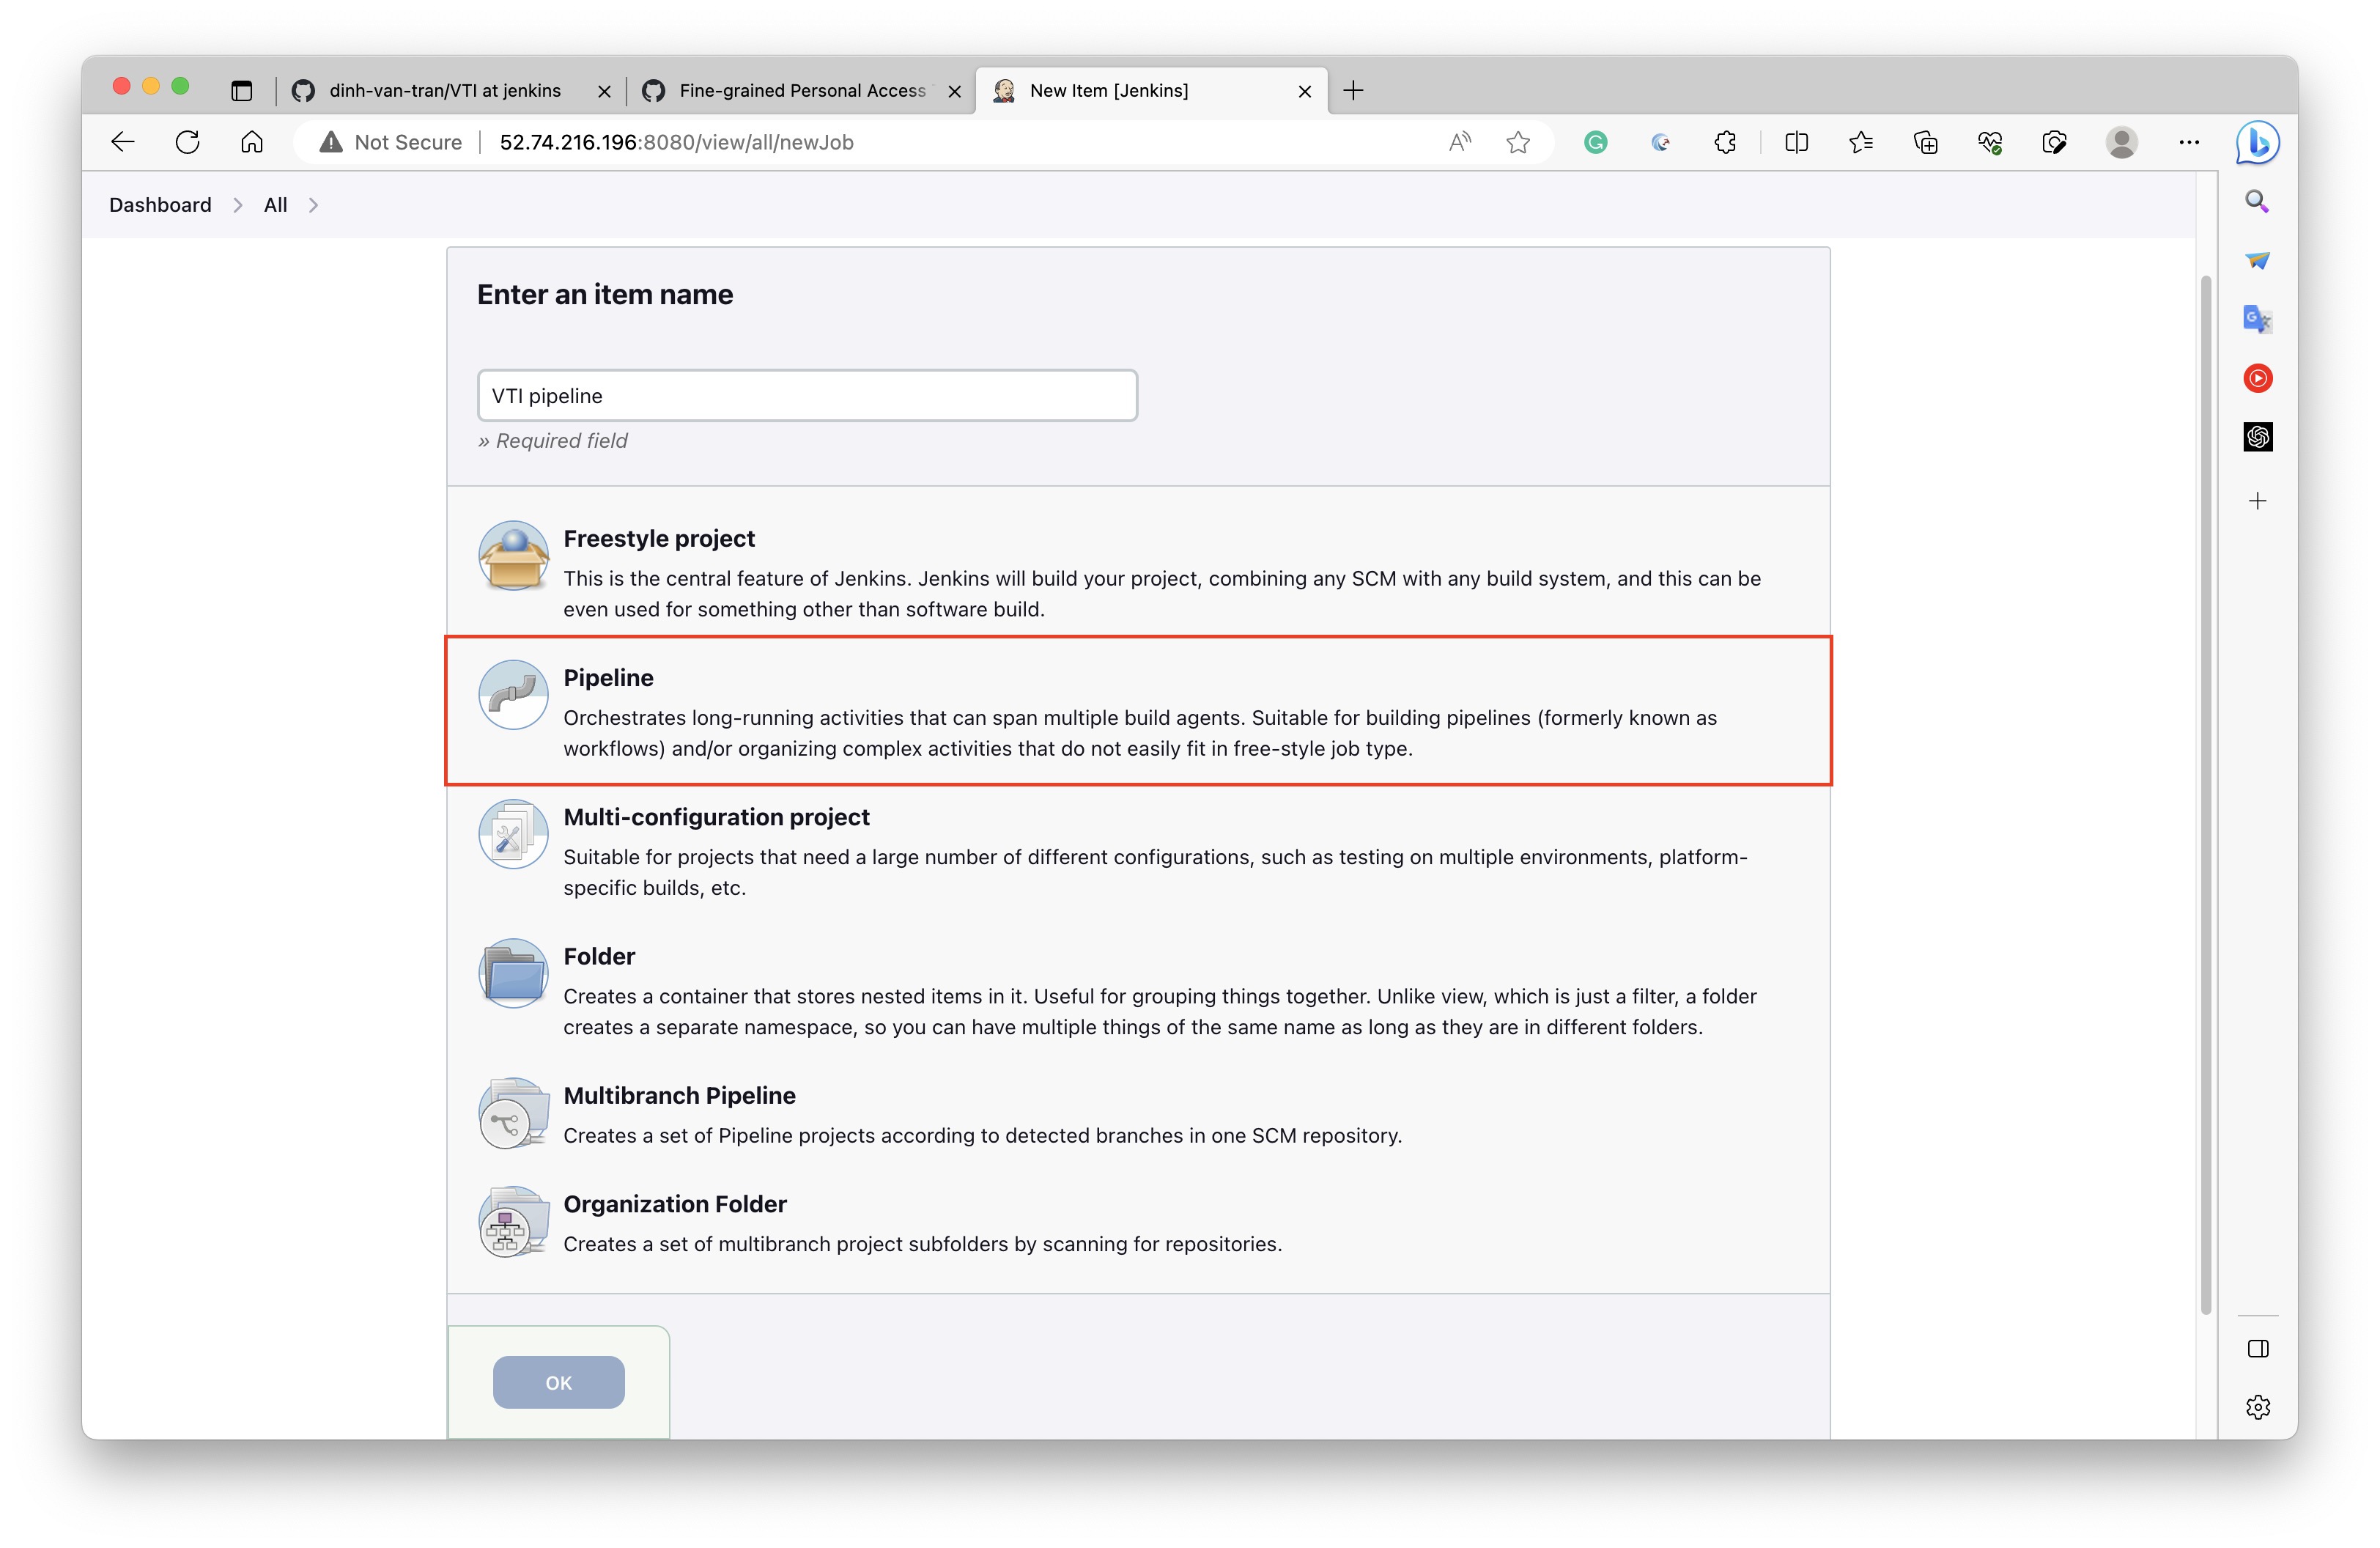 dinh-van-tran/VTI at jenkins
Fine-grained Personal Access
New Item [Jenkins]
Not Secure
52.74.216.196:8080/view/all/newJob
Dashboard
All
Enter an item name
VTI pipeline
» Required field
Freestyle project
This is the central feature of Jenkins. Jenkins will build your project, combining any SCM with any build system, and this can be
even used for something other than software build.
Pipeline
Orchestrates long-running activities that can span multiple build agents. Suitable for building pipelines (formerly known as
workflows) and/or organizing complex activities that do not easily fit in free-style job type.
Multi-configuration project
Suitable for projects that need a large number of different configurations, such as testing on multiple environments, platform-
specific builds, etc.
Folder
Creates a container that stores nested items in it. Useful for grouping things together. Unlike view, which is just a filter, a folder
creates a separate namespace, so you can have multiple things of the same name as long as they are in different folders.
Multibranch Pipeline
Creates a set of Pipeline projects according to detected branches in one SCM repository.
Organization Folder
Creates a set of multibranch project subfolders by scanning for repositories.
OK